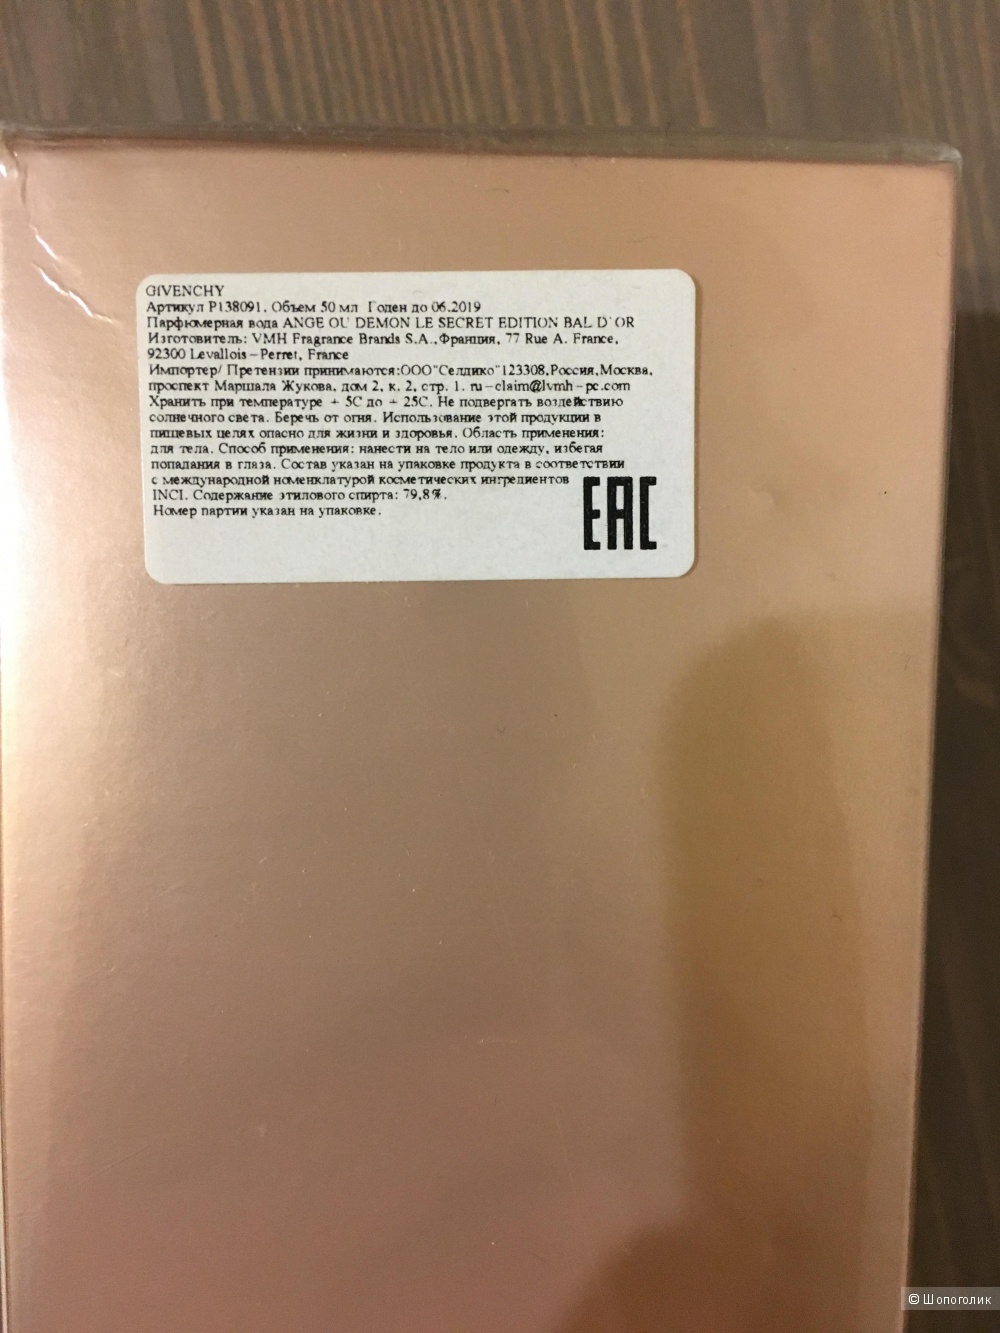 GIVENCHY
Артикул P138091. Объем 50 мл Годен до 06.2019
Парфюмерная вода ANGE OU DEMON LE SECRET EDITION BAL D`OR
Изготовитель: VMH Fragrance Brands S.A.,Франция, 77 Rue A. France,
92300 Levallois-Perret, France
Импортер/ Претензии принимаются:ООО"Селдико"123308,Россия,Москва,
проспект Маршала Жукова, дом 2, к. 2, стр. 1. ru-claim@lvmh-pc.com
Хранить при температуре + 5С до + 25С. Не подвергать воздействию
солнечного света. Беречь от огня. Использование этой продукции в
пищевых целях опасно для жизни и здоровья. Область применения:
для тела. Способ применения: нанести на тело или одежду, избегая
попадания в глаза. Состав указан на упаковке продукта в соответствии
с международной номенклатурой косметических ингредиентов
INCI. Содержание этилового спирта: 79,8%.
Номер партии указан на упаковке.
EAC
© Шопоголик